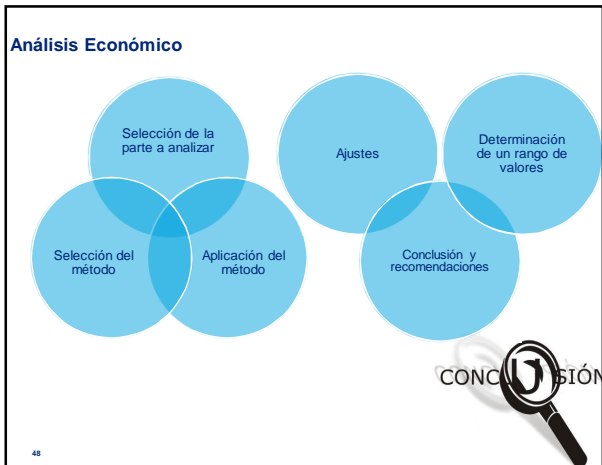 Análisis Económico
Selección de la
parte a analizar
Selección del
método
Aplicación del
método
Ajustes
Determinación
de un rango de
valores
Conclusión y
recomendaciones
CONCLUSIÓN
48